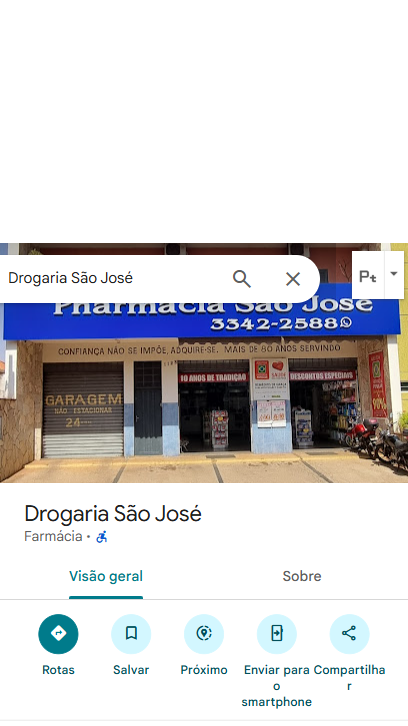 Drogaria São José
Pt
Pharmacia São José
3342-2588
CONFIANÇA NÃO SE IMPÕE, ADQUIRE-SE. MAIS DE 80 ANOS SERVINDO
10 ANOS DE TRADIÇÃO
DESCONTOS ESPECIAIS
GARAGEM
NÃO ESTACIONAR
24
Drogaria São José
Farmácia
Visão geral
Sobre
Rotas
Salvar
Próximo
Enviar para
o
smartphone
Compartilha
r